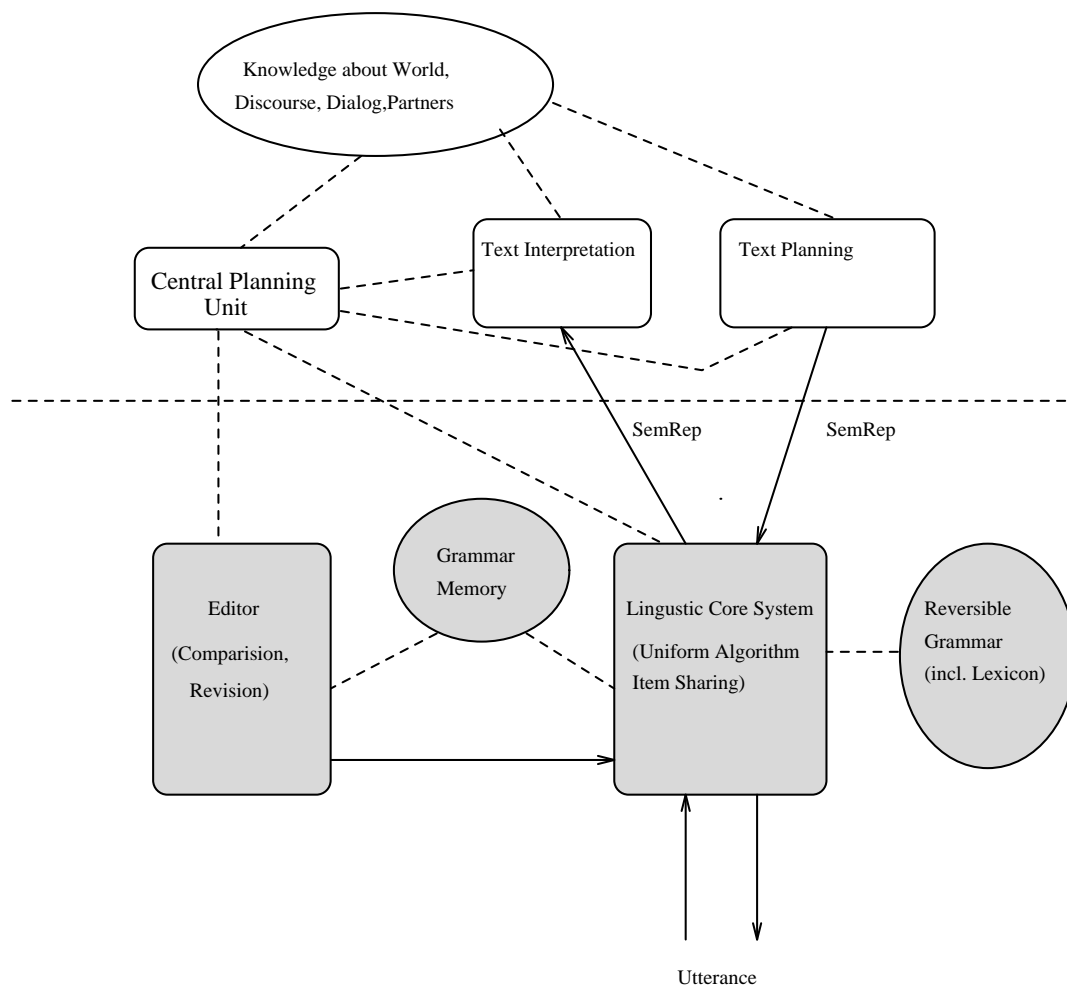 Knowledge about World,
Discourse, Dialog,Partners
Text Interpretation
Text Planning
Central Planning
Unit
SemRep
SemRep
Grammar
Memory
Editor
(Comparision,
Revision)
Lingustic Core System
(Uniform Algorithm
Item Sharing)
Reversible
Grammar
(incl. Lexicon)
Utterance